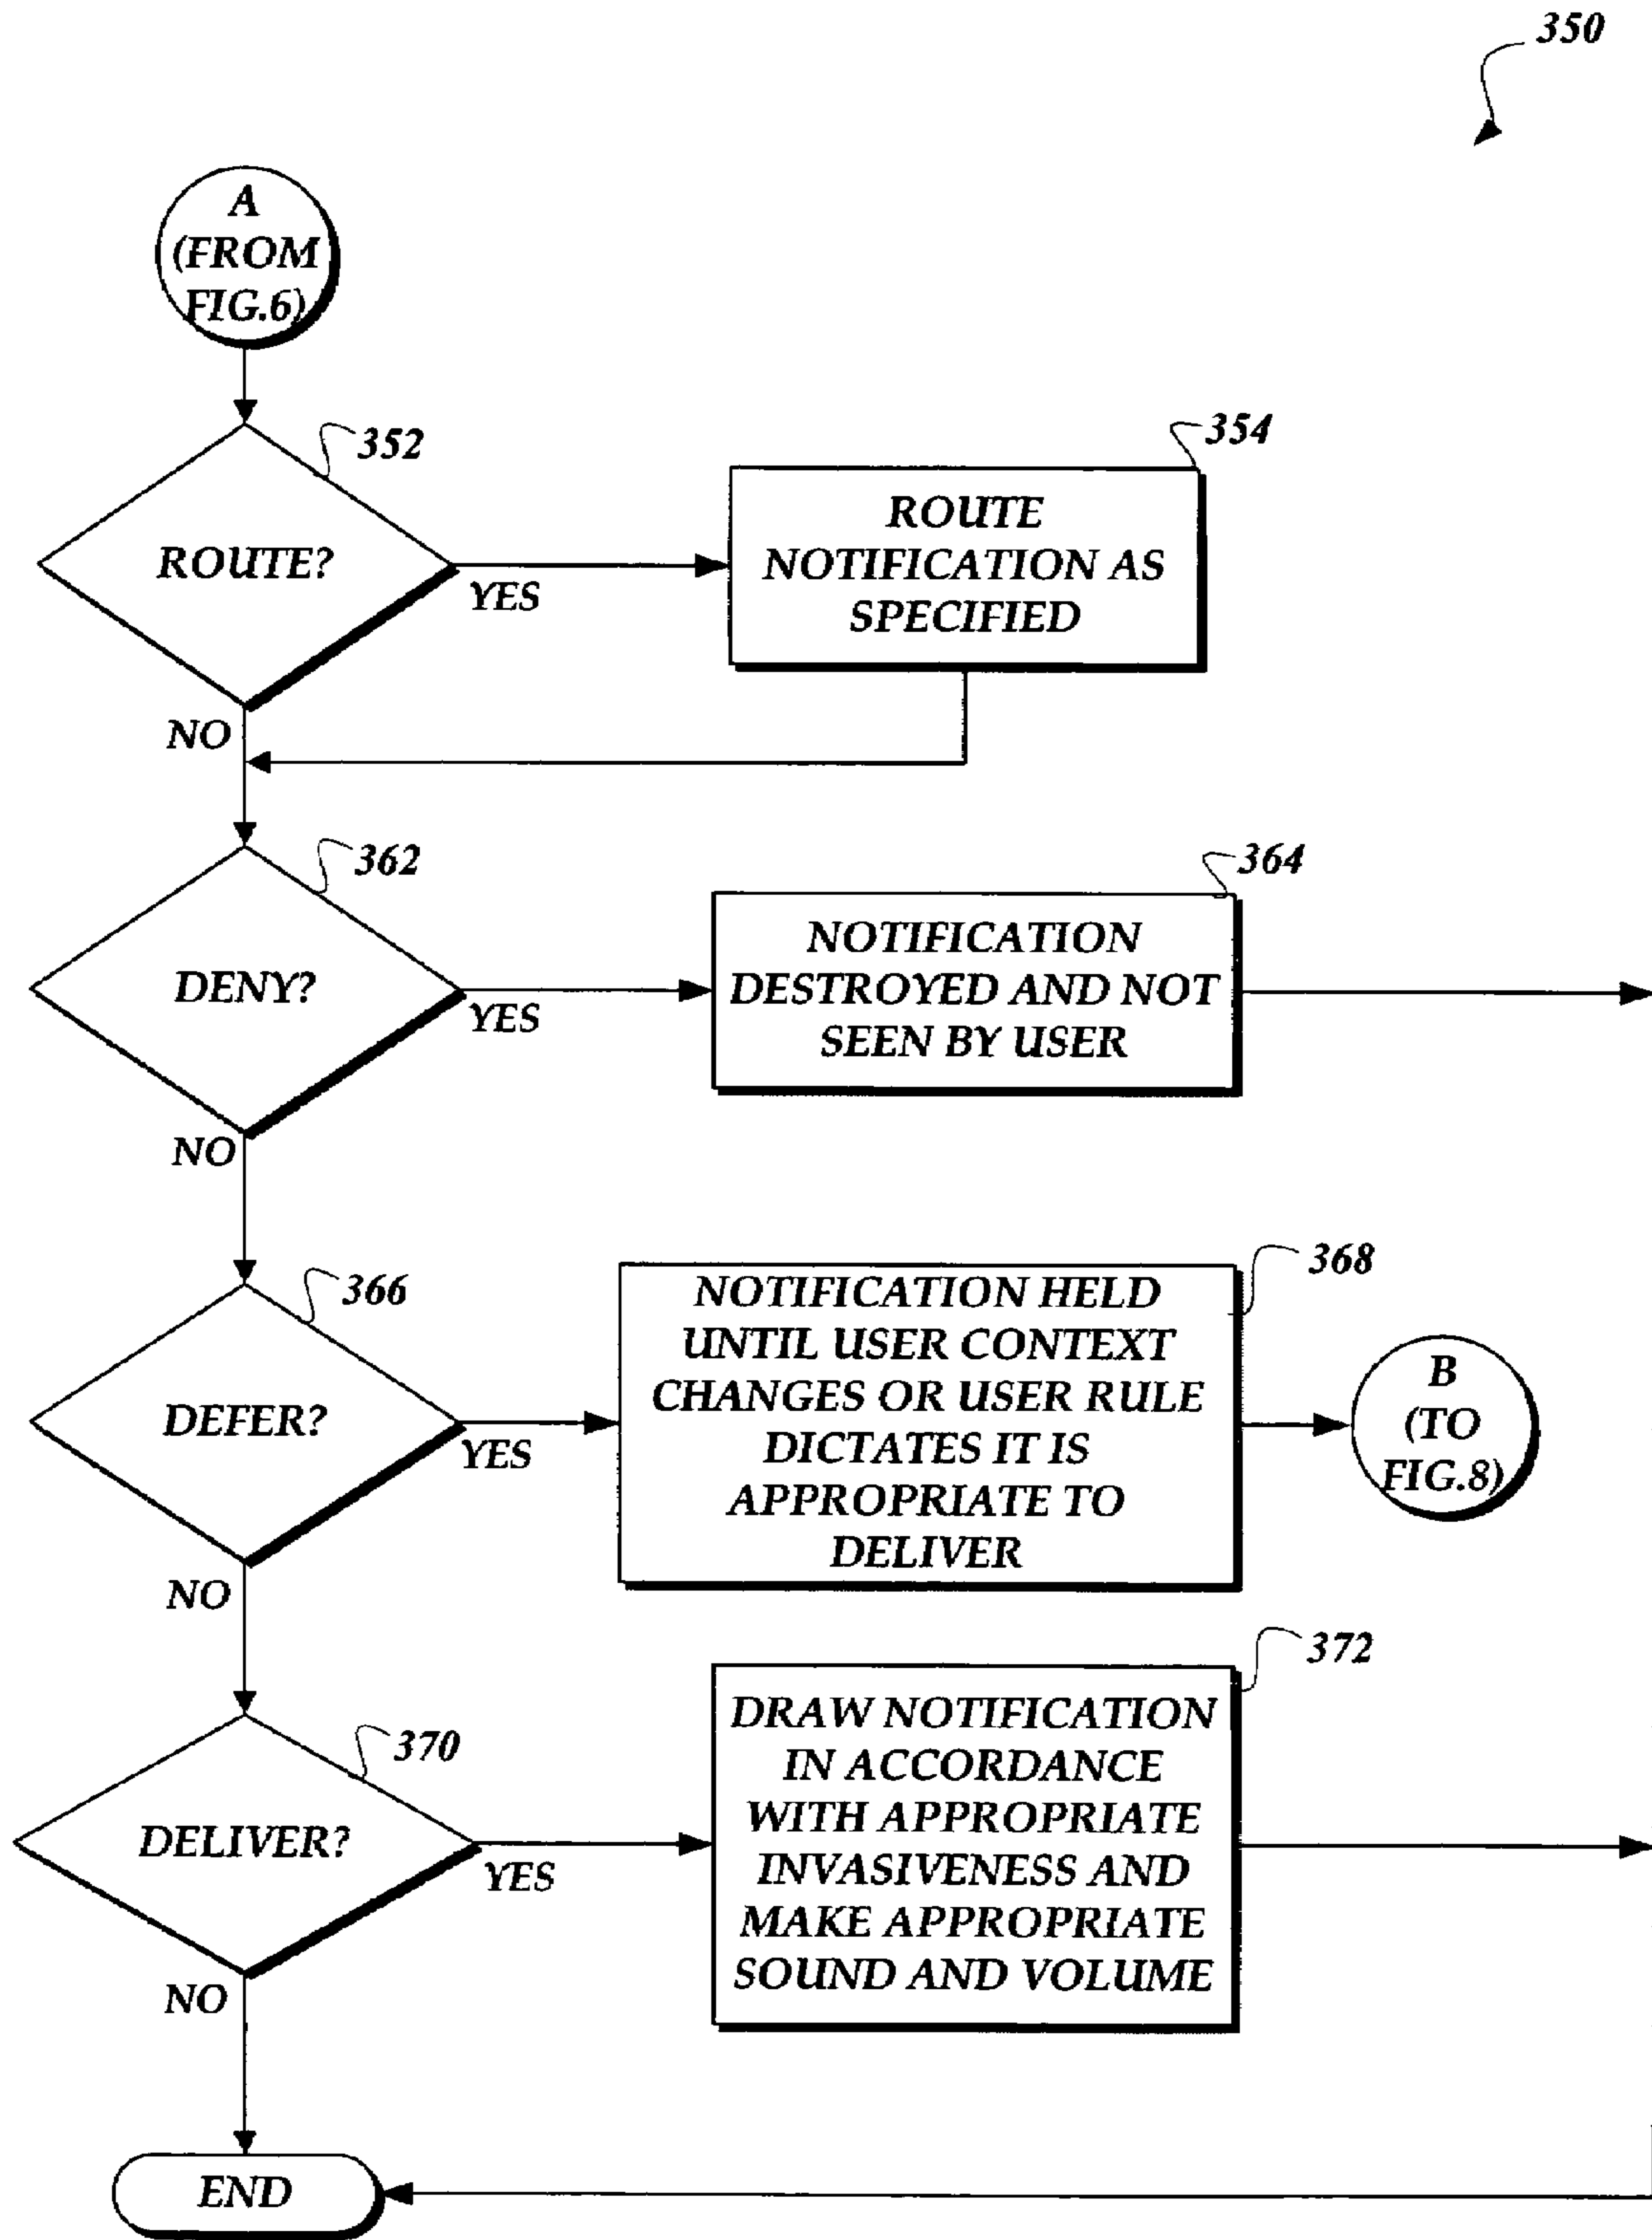 350
A
(FROM
FIG.6)
352
ROUTE?
YES
NO
354
ROUTE
NOTIFICATION AS
SPECIFIED
362
DENY?
YES
NO
364
NOTIFICATION
DESTROYED AND NOT
SEEN BY USER
366
DEFER?
YES
NO
368
NOTIFICATION HELD
UNTIL USER CONTEXT
CHANGES OR USER RULE
DICTATES IT IS
APPROPRIATE TO
DELIVER
B
(TO
FIG.8)
370
DELIVER?
YES
NO
372
DRAW NOTIFICATION
IN ACCORDANCE
WITH APPROPRIATE
INVASIVENESS AND
MAKE APPROPRIATE
SOUND AND VOLUME
END